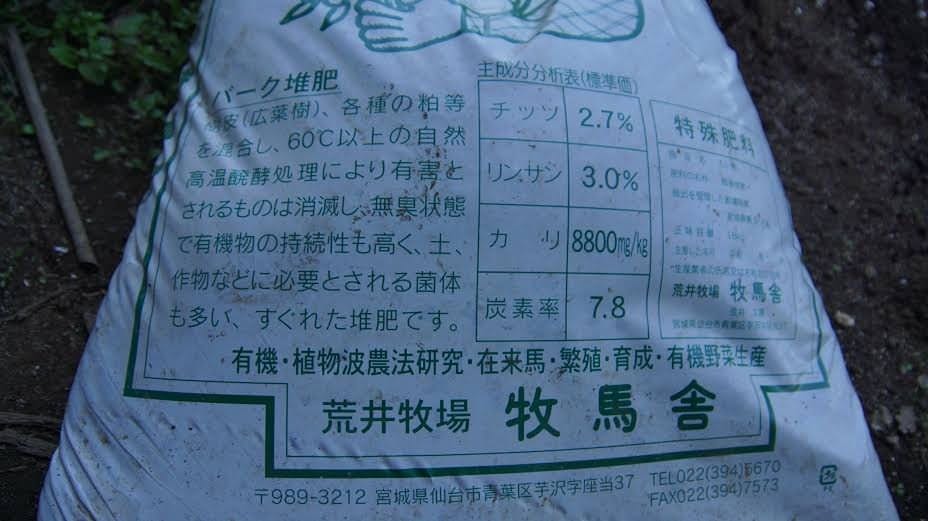 バーク堆肥
樹皮(広葉樹)、各種の粕等
を混合し、60℃以上の自然
高温醗酵処理により有害と
されるものは消滅し、無臭状態
で有機物の持続性も高く、土、
作物などに必要とされる菌体
も多い、すぐれた堆肥です。
主成分分析表(標準価)
チッソ 2.7%
リンサン 3.0%
カリ 8800mg/kg
炭素率 7.8
特殊肥料
荒井牧場 牧馬舎
有機・植物波農法研究・在来馬・繁殖・育成・有機野菜生産
荒井牧場 牧馬舎
〒989-3212 宮城県仙台市青葉区芋沢字座当37
TEL022(394)5670
FAX022(394)7573